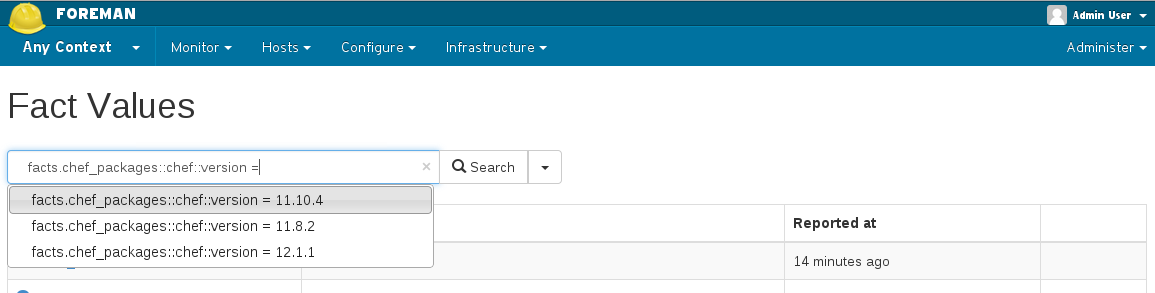 FOREMAN
Admin User
Any Context Monitor Hosts Configure Infrastructure Administer
Fact Values
facts.chef_packages::chef::version = × Search
facts.chef_packages::chef::version = 11.10.4
facts.chef_packages::chef::version = 11.8.2
facts.chef_packages::chef::version = 12.1.1
Reported at
14 minutes ago